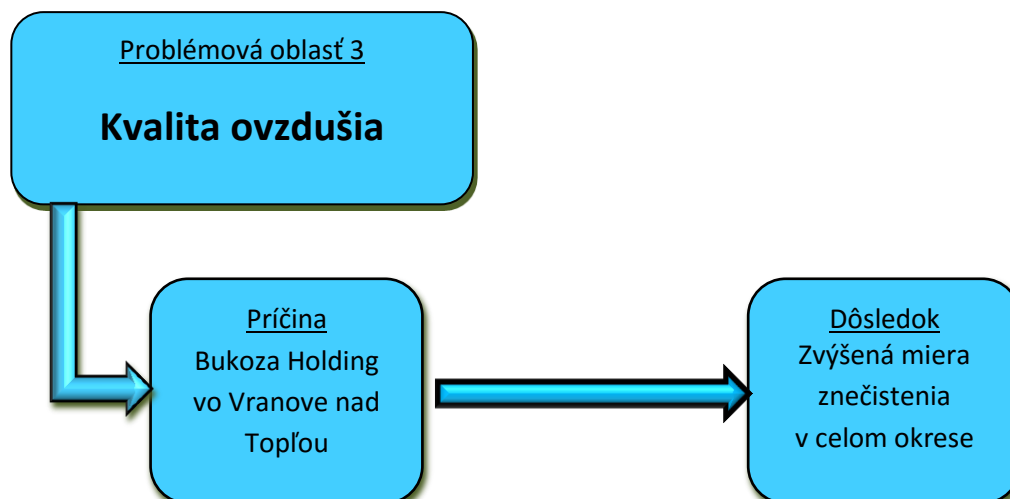 Problémová oblasť 3
Kvalita ovzdušia
Príčina
Bukoza Holding
vo Vranove nad
Topľou
Dôsledok
Zvýšená miera
znečistenia
v celom okrese